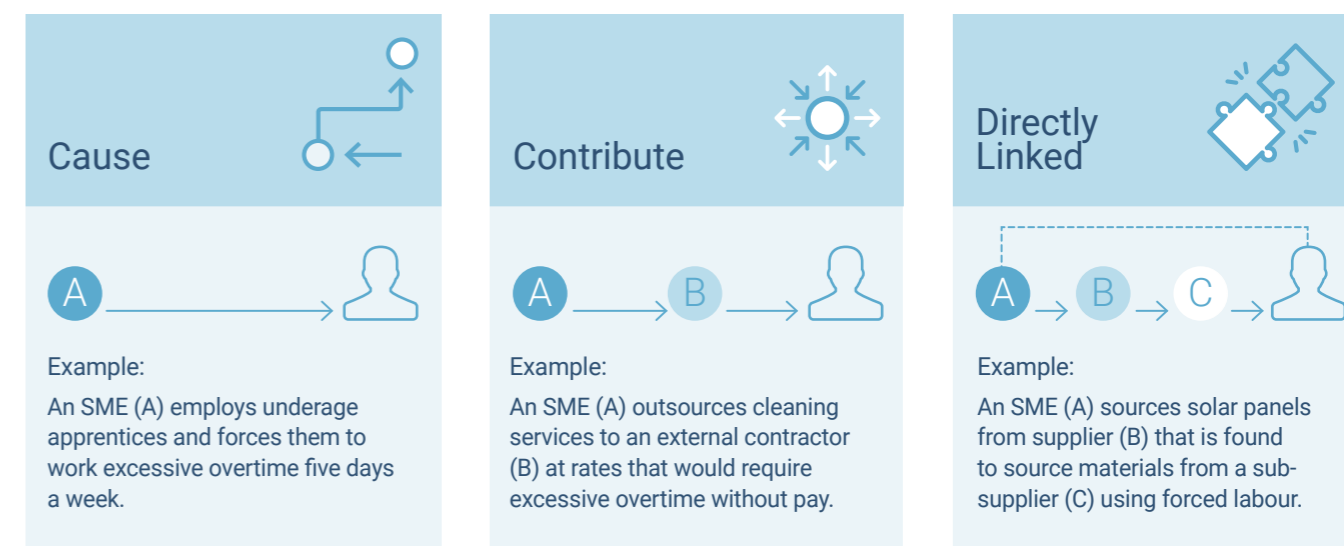 Cause
A
Example:
An SME (A) employs underage
apprentices and forces them to
work excessive overtime five days
a week.
Contribute
A
B
Example:
An SME (A) outsources cleaning
services to an external contractor
(B) at rates that would require
excessive overtime without pay.
Directly
Linked
A
B
C
Example:
An SME (A) sources solar panels
from supplier (B) that is found
to source materials from a sub-
supplier (C) using forced labour.